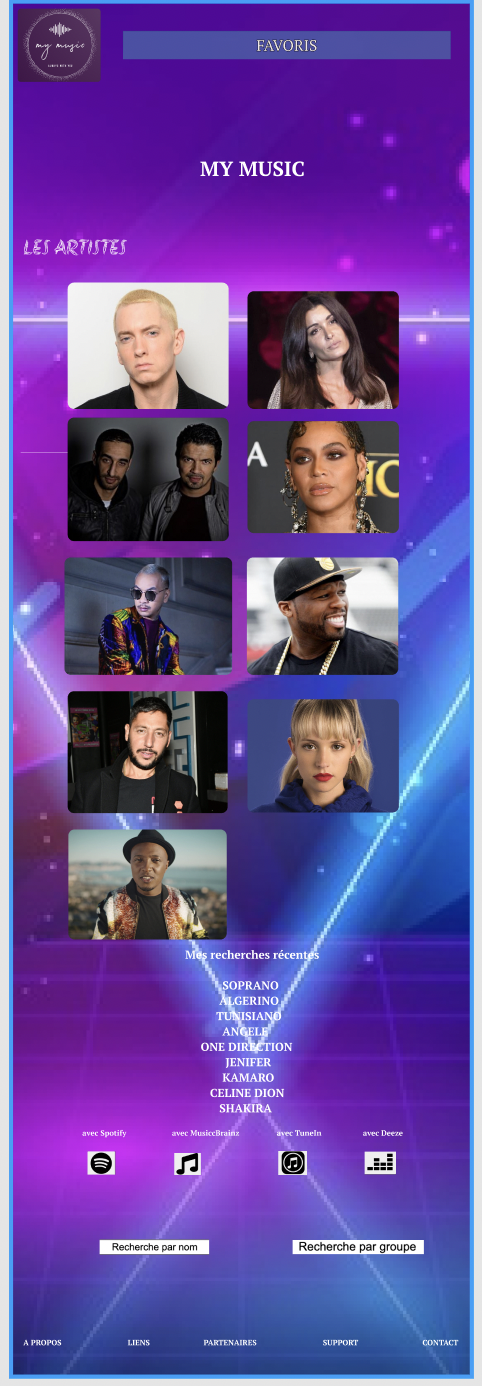 my music
FAVORIS
MY MUSIC
LES ARTISTES
A
Mes recherches récentes
SOPRANO
ALGERINO
TUNISIANO
ANGELE
ONE DIRECTION
JENIFER
KAMARO
CELINE DION
SHAKIRA
avec Spotify avec MusiccBrainz avec TuneIn avec Deeze
Recherche par nom Recherche par groupe
A PROPOS LIENS PARTENAIRES SUPPORT CONTACT